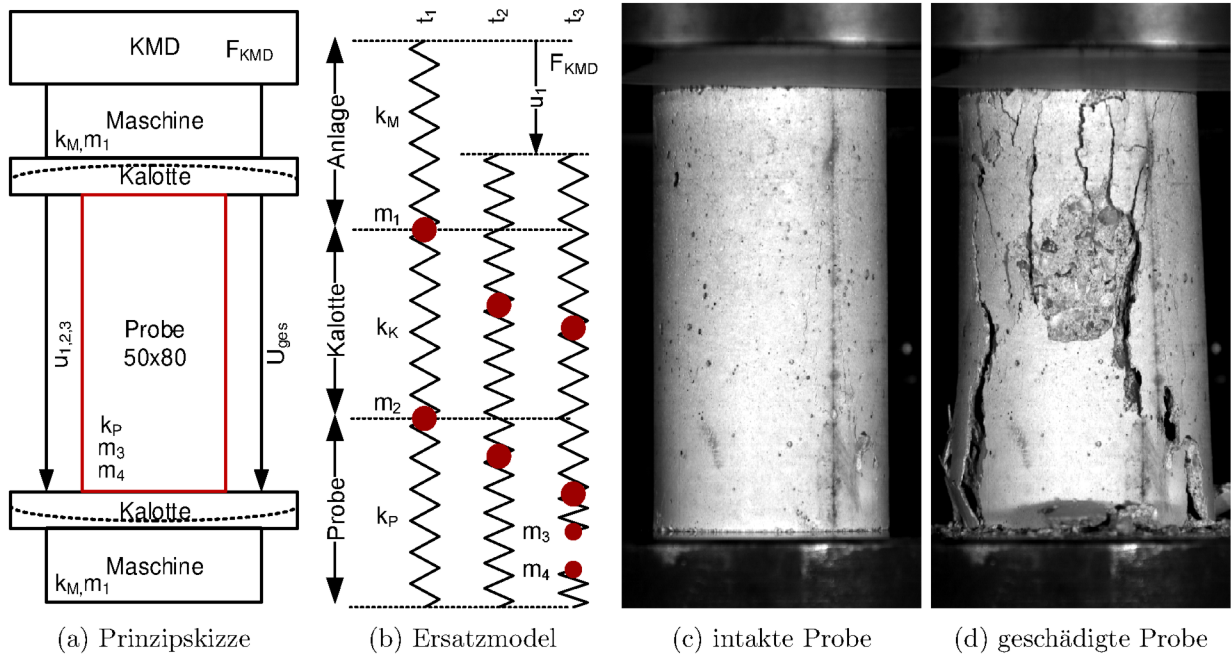 KMD F_KMD
Maschine
k_M,m_1
Kalotte
u_1,2,3
Probe
50x80
U_ges
k_P
m_3
m_4
Kalotte
Maschine
k_M,m_1
(a) Prinzipskizze
t_1 t_2 t_3
F_KMD
u_1
Anlage
k_M
m_1
Kalotte
k_K
m_2
Probe
k_P
m_3
m_4
(b) Ersatzmodel
(c) intakte Probe
(d) geschädigte Probe